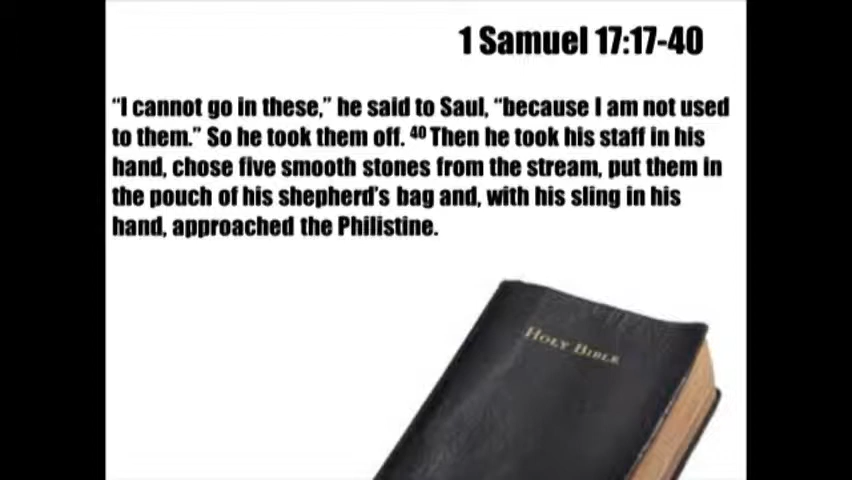 1 Samuel 17:17-40
“I cannot go in these,” he said to Saul, “because I am not used
to them.” So he took them off. 40 Then he took his staff in his
hand, chose five smooth stones from the stream, put them in
the pouch of his shepherd’s bag and, with his sling in his
hand, approached the Philistine.
HOLY BIBLE